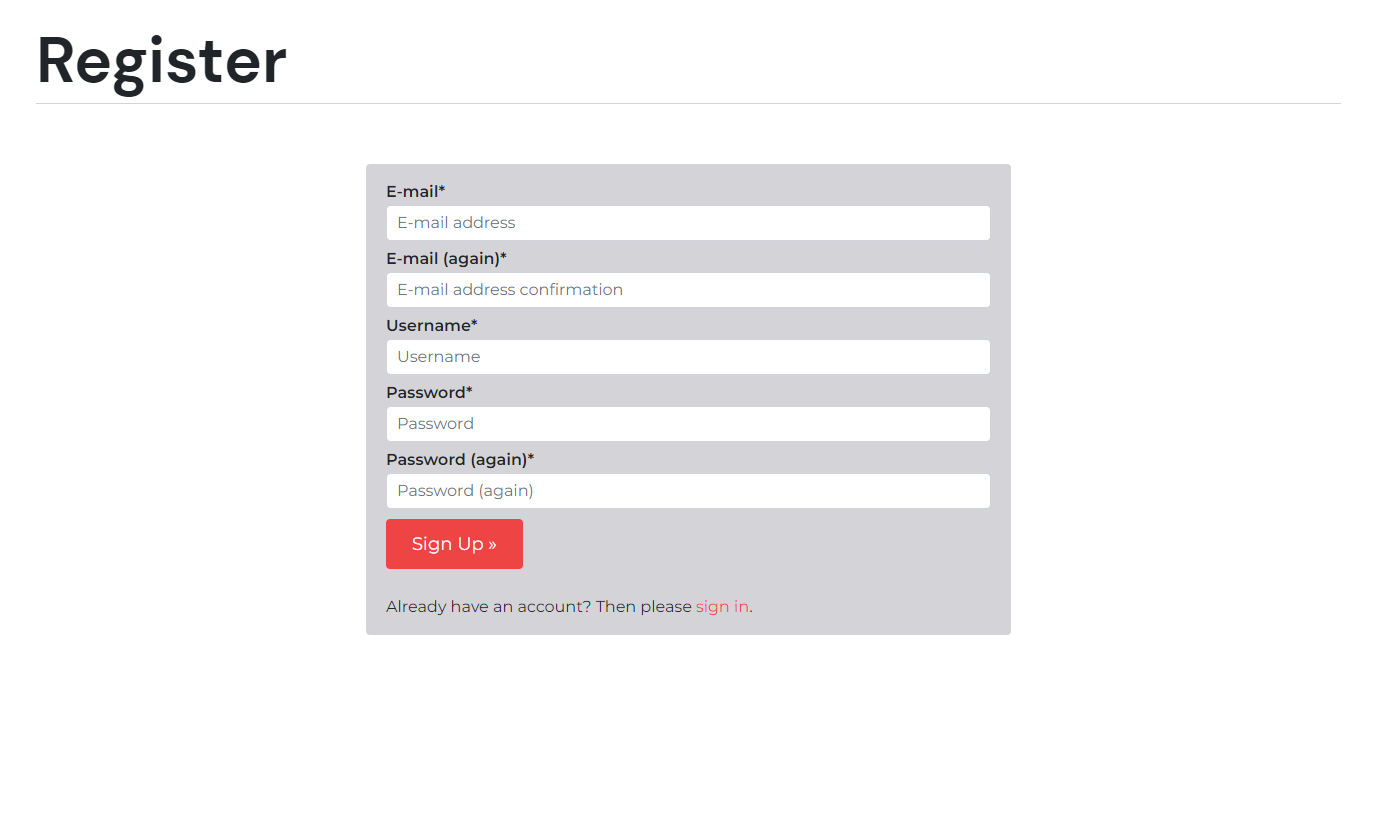 Register
E-mail*
E-mail address
E-mail (again)*
E-mail address confirmation
Username*
Username
Password*
Password
Password (again)*
Password (again)
Sign Up »
Already have an account? Then please sign in.